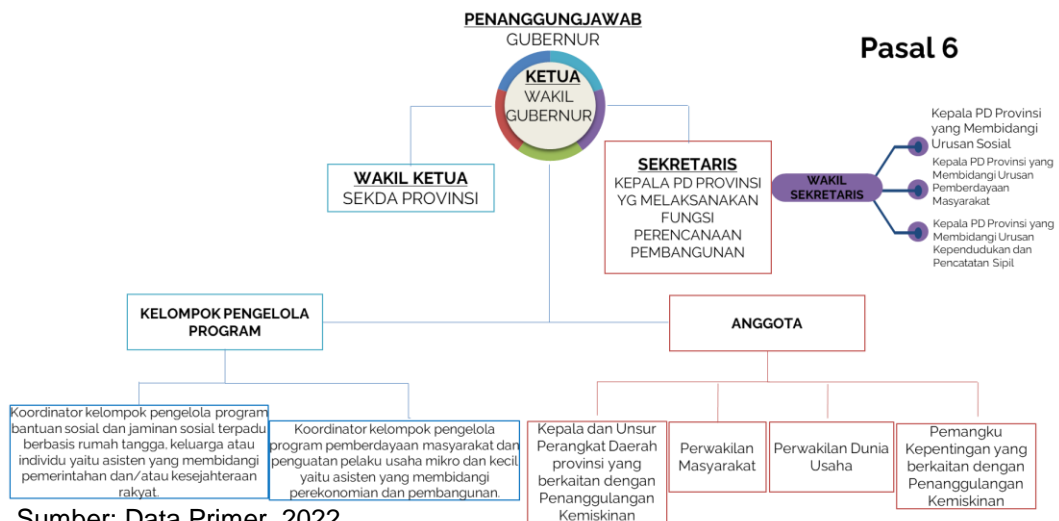 PENANGGUNGJAWAB
GUBERNUR
Pasal 6
KETUA
WAKIL
GUBERNUR
WAKIL KETUA
SEKDA PROVINSI
SEKRETARIS
KEPALA PD PROVINSI
YG MELAKSANAKAN
FUNGSI
PERENCANAAN
PEMBANGUNAN
WAKIL
SEKRETARIS
Kepala PD Provinsi
yang Membidangi
Urusan Sosial
Kepala PD Provinsi yang
Membidangi Urusan
Pemberdayaan
Masyarakat
Kepala PD Provinsi yang
Membidangi Urusan
Kependudukan dan
Pencatatan Sipil
KELOMPOK PENGELOLA
PROGRAM
ANGGOTA
Koordinator kelompok pengelola program
bantuan sosial dan jaminan sosial terpadu
berbasis rumah tangga, keluarga atau
individu yaitu asisten yang membidangi
pemerintahan dan/atau kesejahteraan
rakyat.
Koordinator kelompok pengelola
program pemberdayaan masyarakat dan
penguatan pelaku usaha mikro dan kecil
yaitu asisten yang membidangi
perekonomian dan pembangunan.
Kepala dan Unsur
Perangkat Daerah
provinsi yang
berkaitan dengan
Penanggulangan
Kemiskinan
Perwakilan
Masyarakat
Perwakilan Dunia
Usaha
Pemangku
Kepentingan yang
berkaitan dengan
Penanggulangan
Kemiskinan
Sumber: Data Primer, 2022